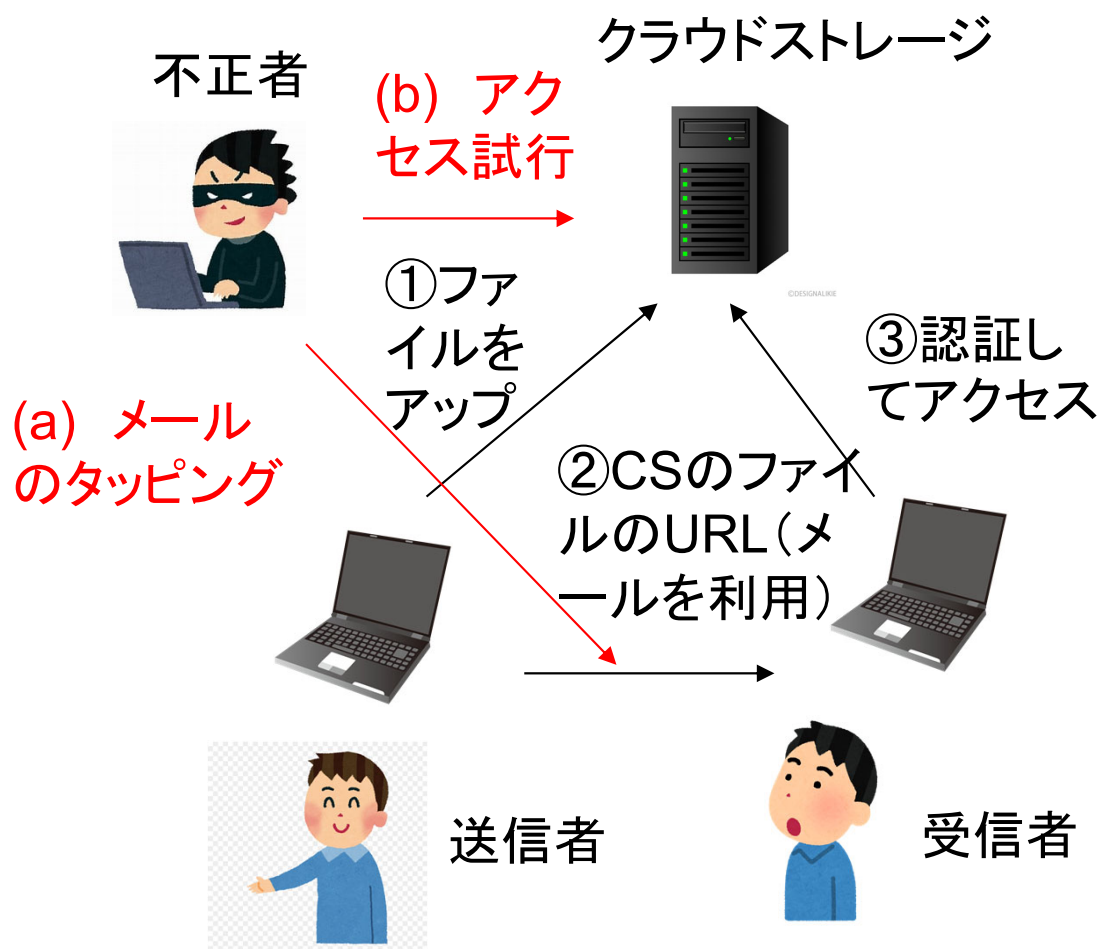 クラウドストレージ
不正者
(b) アク
セス試行
①ファ
イルを
アップ
©DESIGNALIKIE
③認証し
てアクセス
(a) メール
のタッピング
②CSのファイ
ルのURL（メ
ールを利用）
送信者
受信者